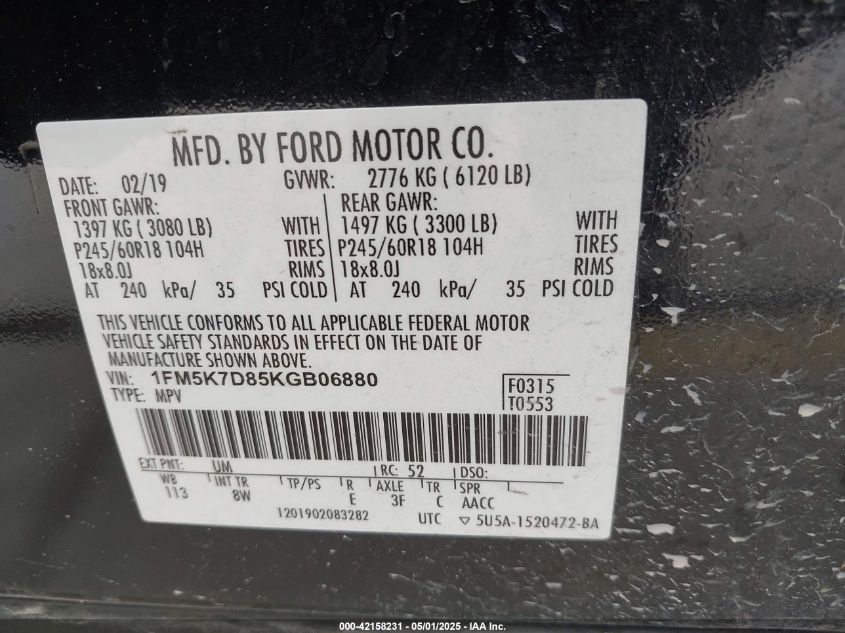 MFD. BY FORD MOTOR CO.
DATE: 02/19 GVWR: 2776 KG ( 6120 LB)
FRONT GAWR: REAR GAWR:
1397 KG ( 3080 LB) WITH 1497 KG ( 3300 LB) WITH
P245/60R18 104H TIRES P245/60R18 104H TIRES
18x8.0J RIMS 18x8.0J RIMS
AT 240 kPa/ 35 PSI COLD AT 240 kPa/ 35 PSI COLD
THIS VEHICLE CONFORMS TO ALL APPLICABLE FEDERAL MOTOR
VEHICLE SAFETY STANDARDS IN EFFECT ON THE DATE OF
MANUFACTURE SHOWN ABOVE.
VIN: 1FM5K7D85KGB06880 F0315
TYPE: MPV T0553
EXT PNT: UM RC: 52 DSO:
WB INT TR TP/PS R AXLE TR SPR
113 8W E 3F C AACC
1201902083282 UTC ▽ 5U5A-1520472-BA
000-42158231 - 05/01/2025 - IAA Inc.